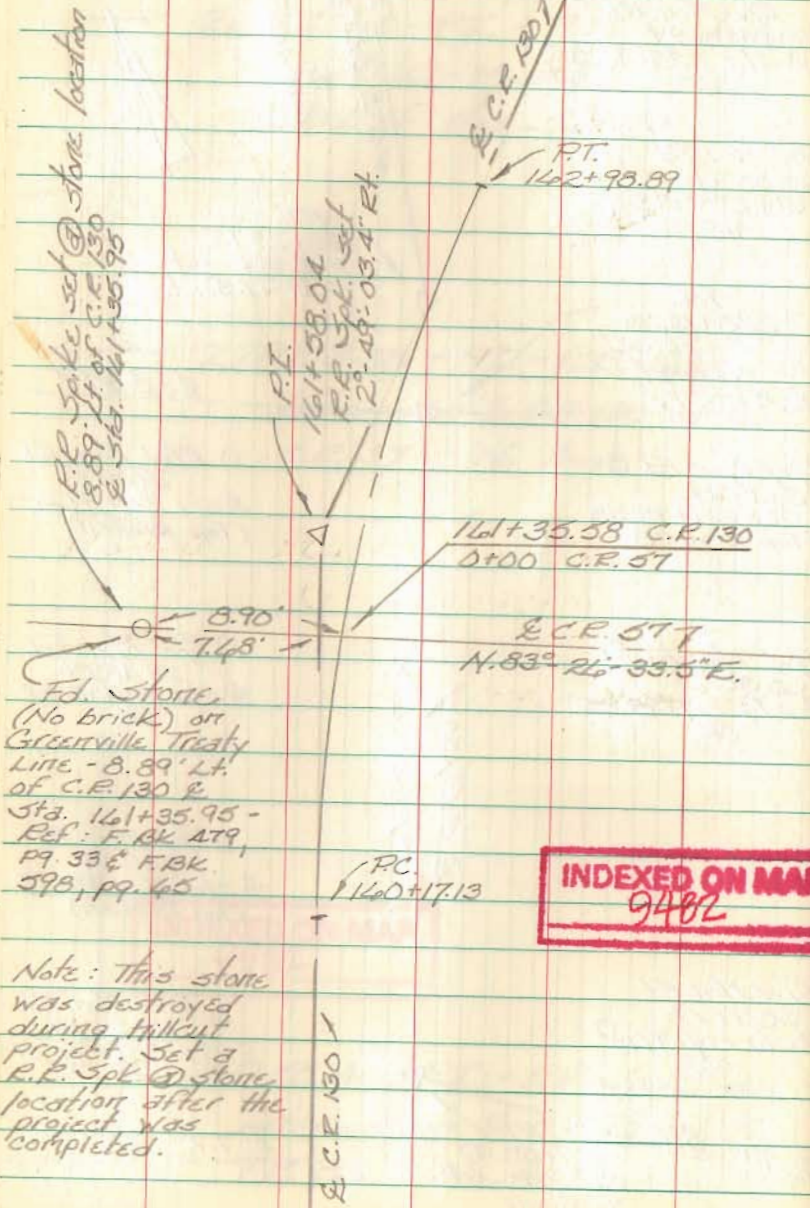 ℄ C.R. 130
P.T.
162+98.89
R.R. Spike set @ stone location
8.89' Lt of C.R. 130
℄ Sta. 161+35.95
P.I.
161+58.04
R.R. Spk. set
2°-49'-03.4" Rt.
161+35.58 C.R. 130
0+00 C.R. 57
8.90'
7.68'
℄ C.R. 57
N. 83°-26'-33.5" E.
Fd. Stone
(No brick) on
Greenville Treaty
Line - 8.89' Lt.
of C.R. 130 ℄
Sta. 161+35.95 -
Ref: F. BK 479,
pg. 33 & F.BK.
598, pg. 65
P.C.
160+17.13
INDEXED ON MA
9482
Note: This stone
was destroyed
during hillcut
project. Set a
R.R. Spk @ stone
location after the
project was
completed.
℄ C.R. 130